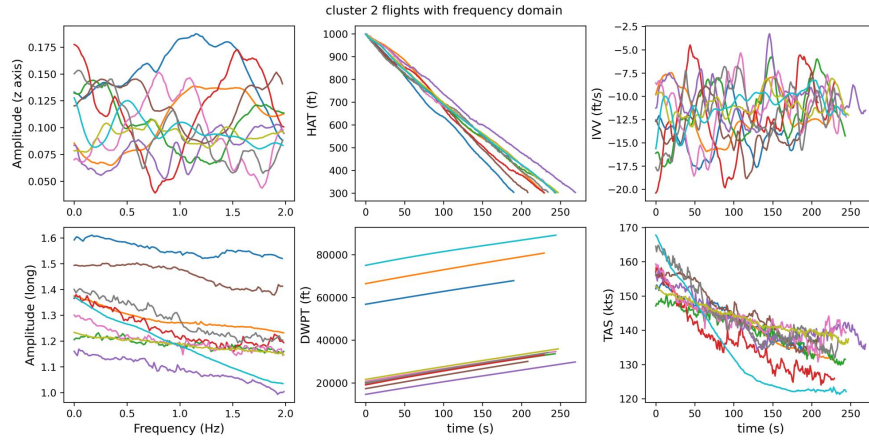 cluster 2 flights with frequency domain
Amplitude (z axis)
0.175
0.150
0.125
0.100
0.075
0.050
0.0 0.5 1.0 1.5 2.0
HAT (ft)
1000
900
800
700
600
500
400
300
0 50 100 150 200 250
IVV (ft/s)
−2.5
−5.0
−7.5
−10.0
−12.5
−15.0
−17.5
−20.0
0 50 100 150 200 250
Amplitude (long)
1.6
1.5
1.4
1.3
1.2
1.1
1.0
0.0 0.5 1.0 1.5 2.0
Frequency (Hz)
DWPT (ft)
80000
60000
40000
20000
0 50 100 150 200 250
time (s)
TAS (kts)
170
160
150
140
130
120
0 50 100 150 200 250
time (s)